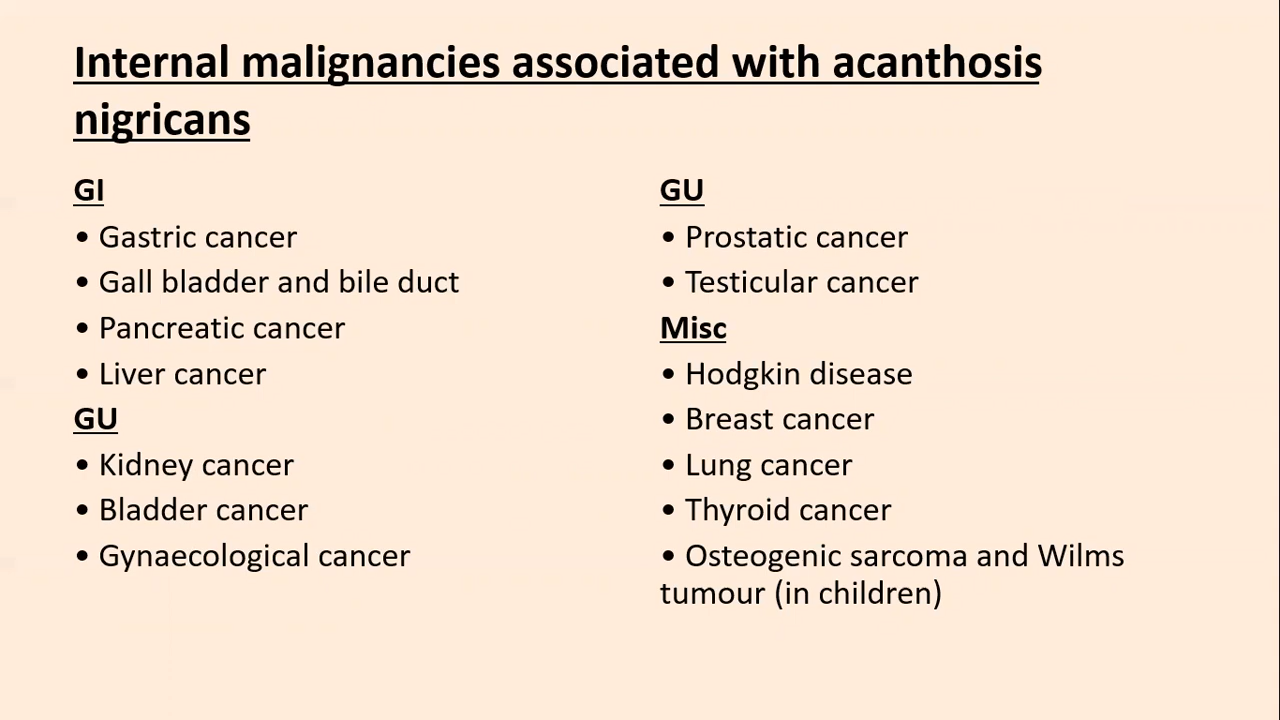 Internal malignancies associated with acanthosis
nigricans
GI
• Gastric cancer
• Gall bladder and bile duct
• Pancreatic cancer
• Liver cancer
GU
• Kidney cancer
• Bladder cancer
• Gynaecological cancer
GU
• Prostatic cancer
• Testicular cancer
Misc
• Hodgkin disease
• Breast cancer
• Lung cancer
• Thyroid cancer
• Osteogenic sarcoma and Wilms
tumour (in children)